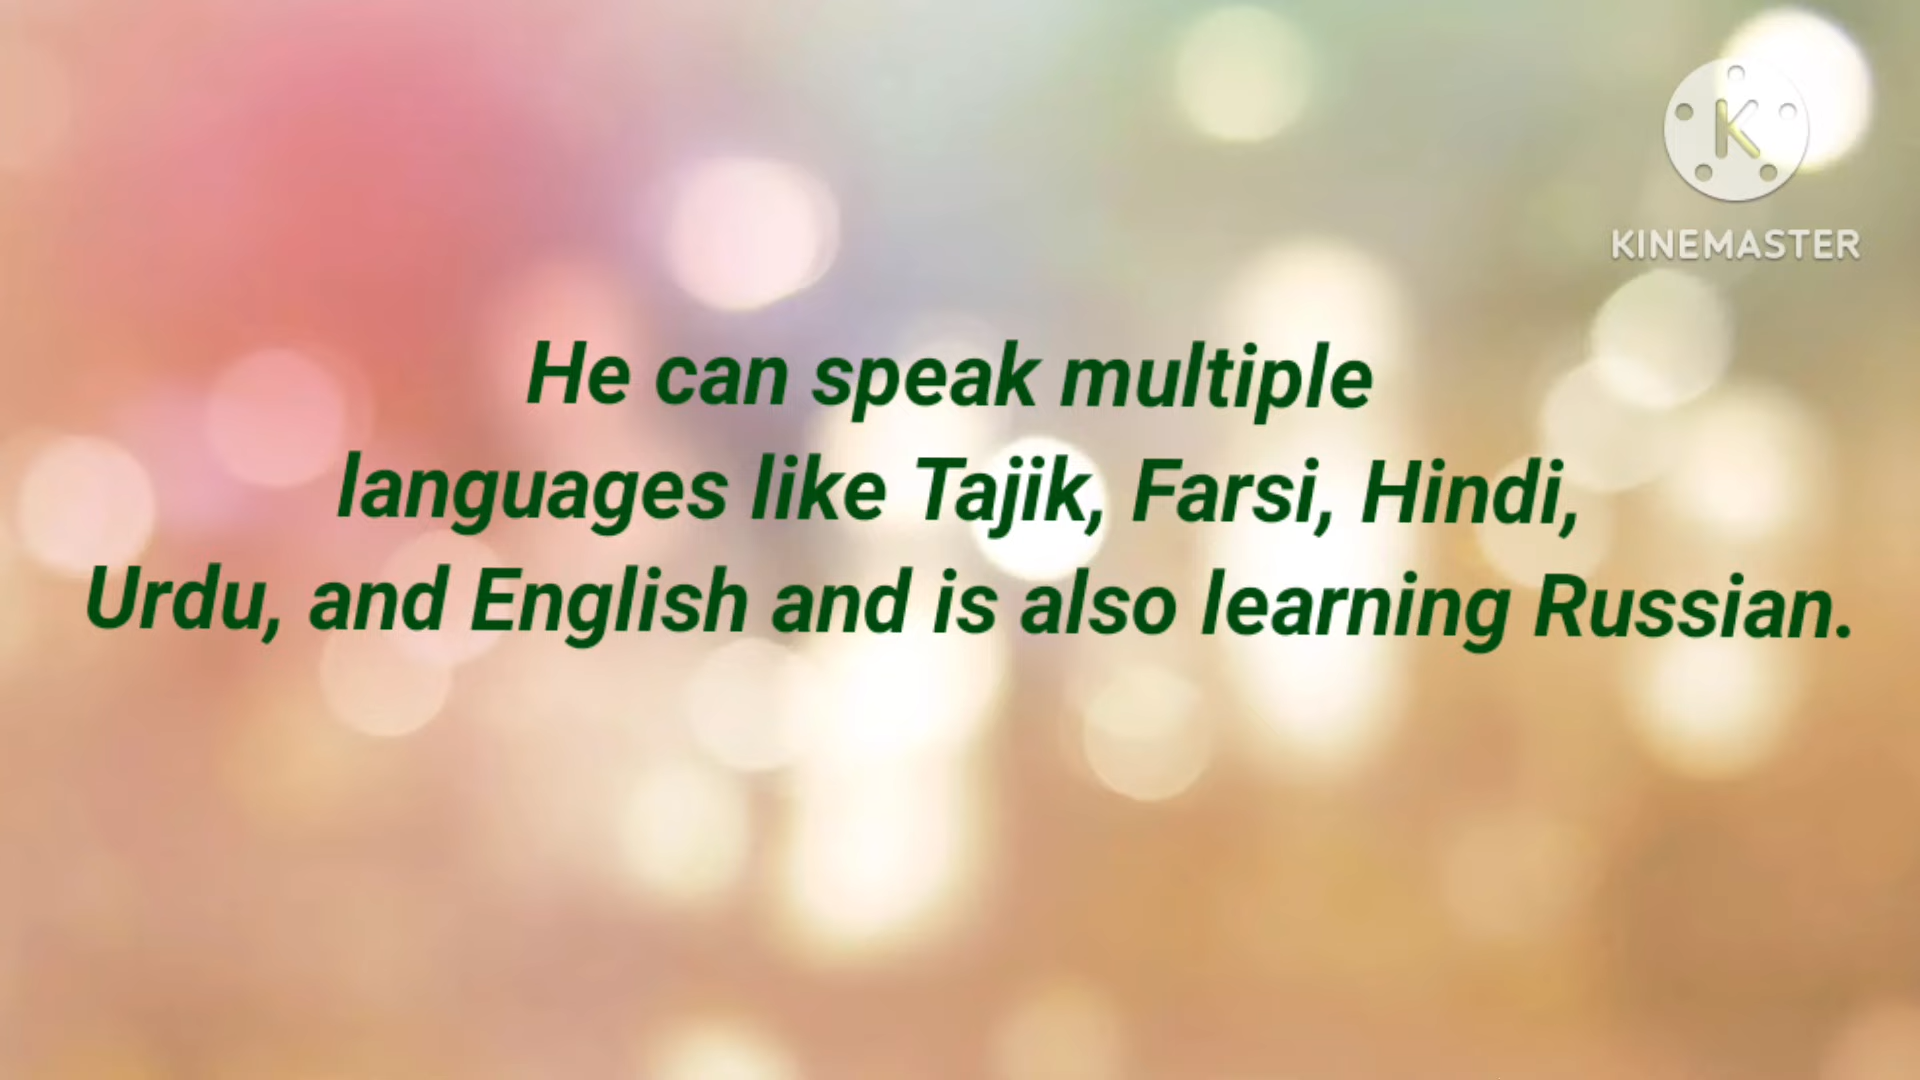 K
KINEMASTER
He can speak multiple
languages like Tajik, Farsi, Hindi,
Urdu, and English and is also learning Russian.